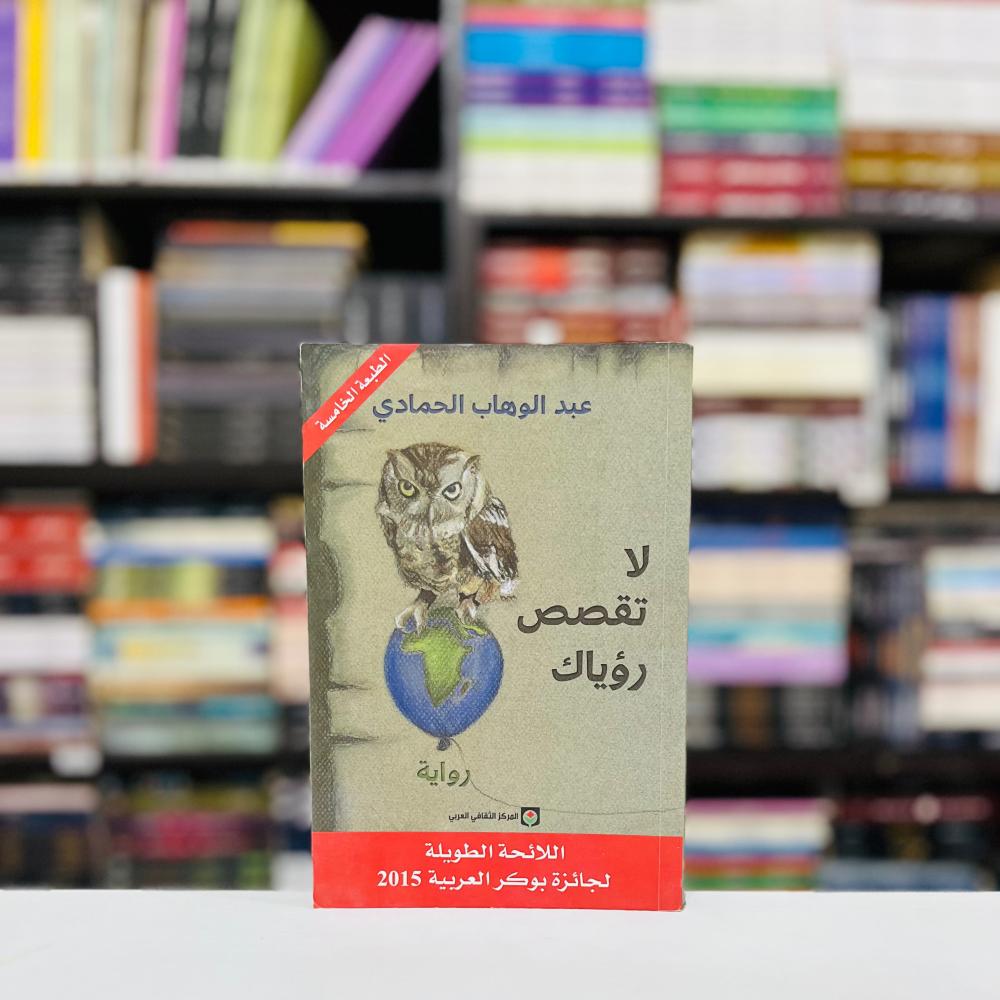 الطبعة الخامسة
عبد الوهاب الحمادي
لا
تقصص
رؤياك
رواية
المركز الثقافي العربي
اللائحة الطويلة
لجائزة بوكر العربية 2015